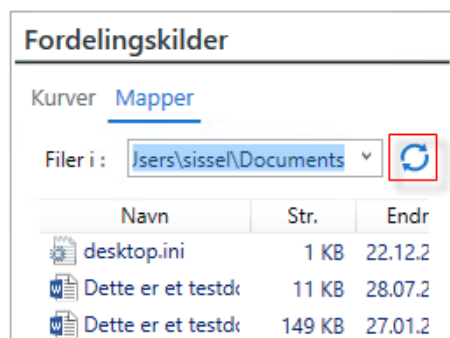 Fordelingskilder
Kurver Mapper
Filer i : Jsers\sissel\Documents
Navn Str. Endr
desktop.ini 1 KB 22.12.2
Dette er et testdo 11 KB 28.07.2
Dette er et testdo 149 KB 27.01.2